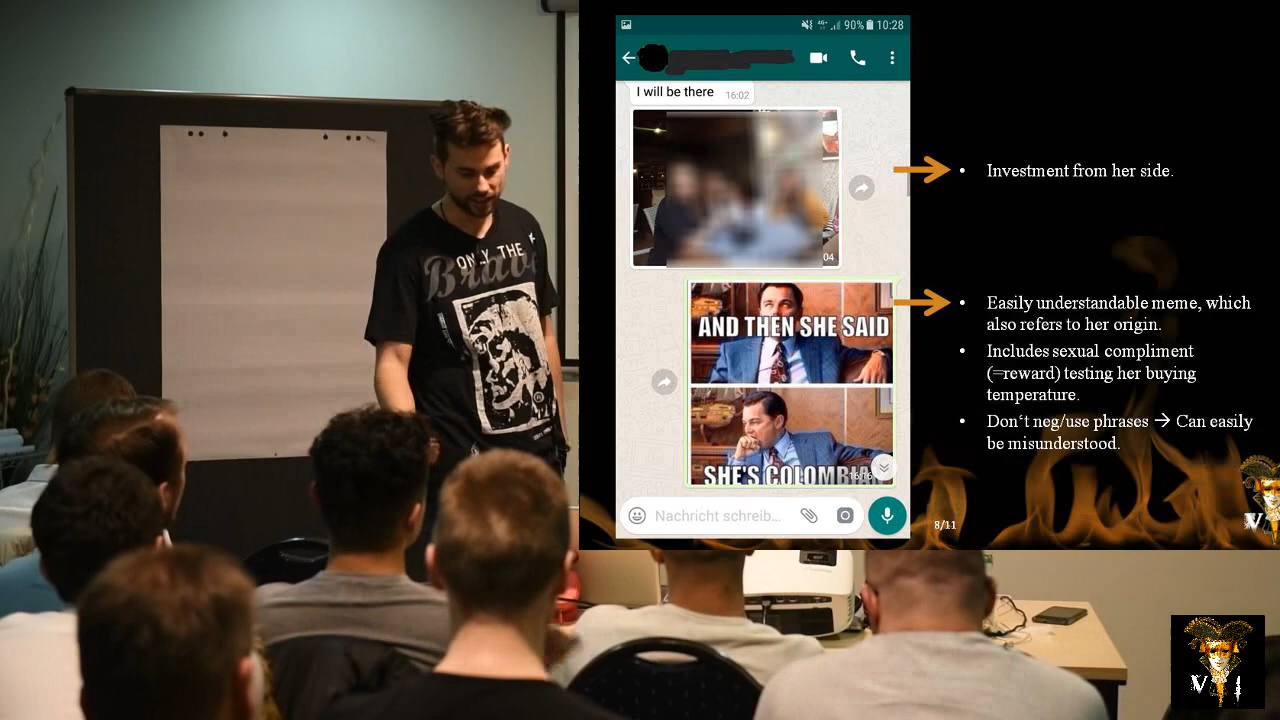 4G+ 90% 10:28
I will be there 16:02
04
AND THEN SHE SAID
SHE'S COLOMBIA
Nachricht schreib...
Investment from her side.
Easily understandable meme, which
also refers to her origin.
Includes sexual compliment
(=reward) testing her buying
temperature.
Don't neg/use phrases → Can easily
be misunderstood.
8/11
V
ONLY THE
Brave
V I